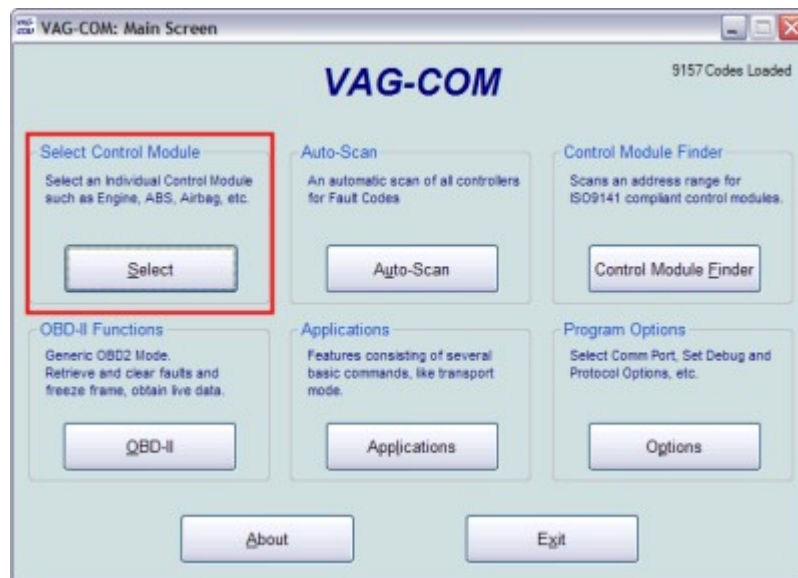 VAG-COM: Main Screen
VAG-COM
9157 Codes Loaded
Select Control Module
Select an Individual Control Module
such as Engine, ABS, Airbag, etc.
Select
Auto-Scan
An automatic scan of all controllers
for Fault Codes
Auto-Scan
Control Module Finder
Scans an address range for
ISO9141 compliant control modules.
Control Module Finder
OBD-II Functions
Generic OBD2 Mode.
Retrieve and clear faults and
freeze frame, obtain live data.
OBD-II
Applications
Features consisting of several
basic commands, like transport
mode.
Applications
Program Options
Select Comm Port, Set Debug and
Protocol Options, etc.
Options
About
Exit